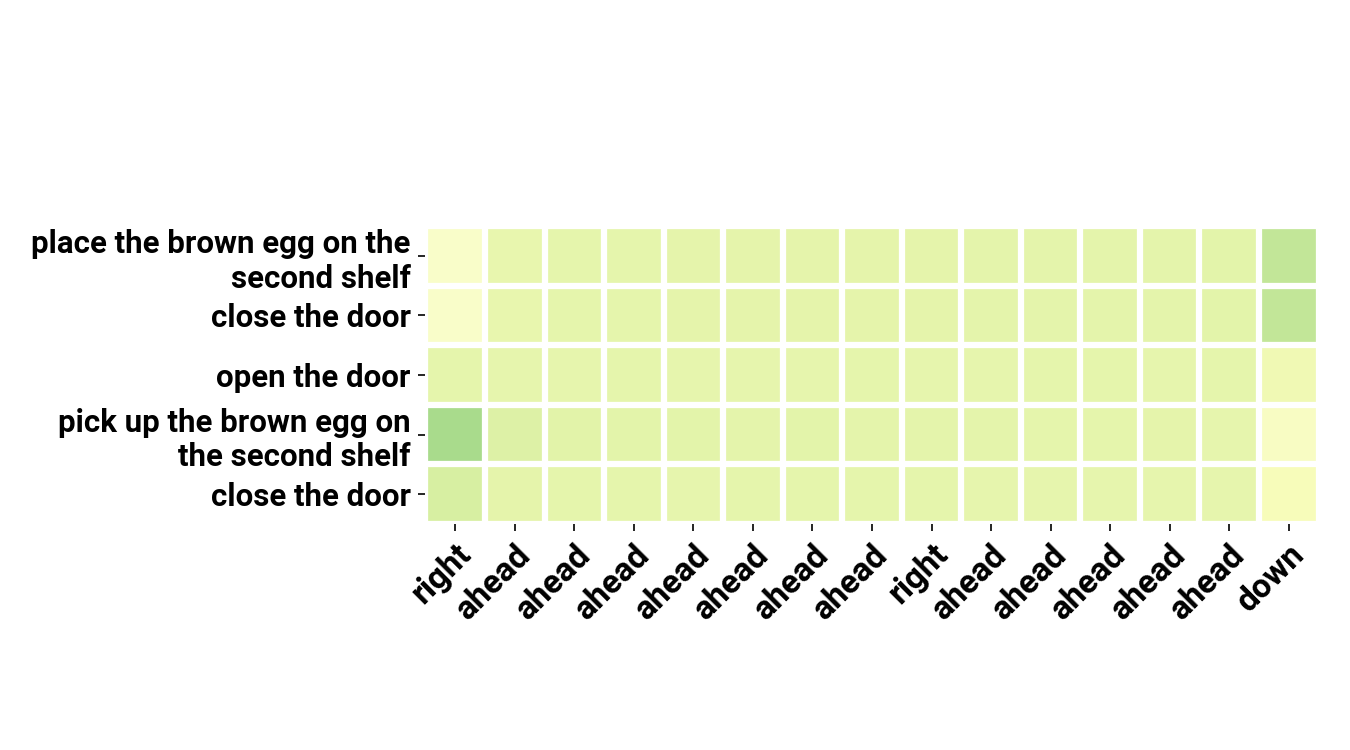 place the brown egg on the
second shelf
close the door
open the door
pick up the brown egg on
the second shelf
close the door
right
ahead
ahead
ahead
ahead
ahead
ahead
ahead
right
ahead
ahead
ahead
ahead
ahead
down